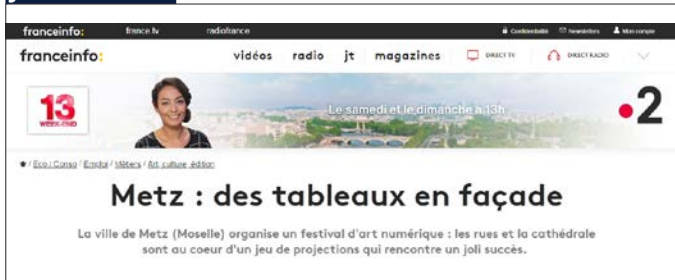 franceinfo: france tv radiofrance Confidentialité Newsletters Mon compte
franceinfo: vidéos radio jt magazines DIRECT TV DIRECT RADIO
13
WEEK-END
Le samedi et le dimanche à 13h
2
/ Eco / Conso / Emploi / Métiers / Art, culture, édition
Metz : des tableaux en façade
La ville de Metz (Moselle) organise un festival d'art numérique : les rues et la cathédrale
sont au coeur d'un jeu de projections qui rencontre un joli succès.